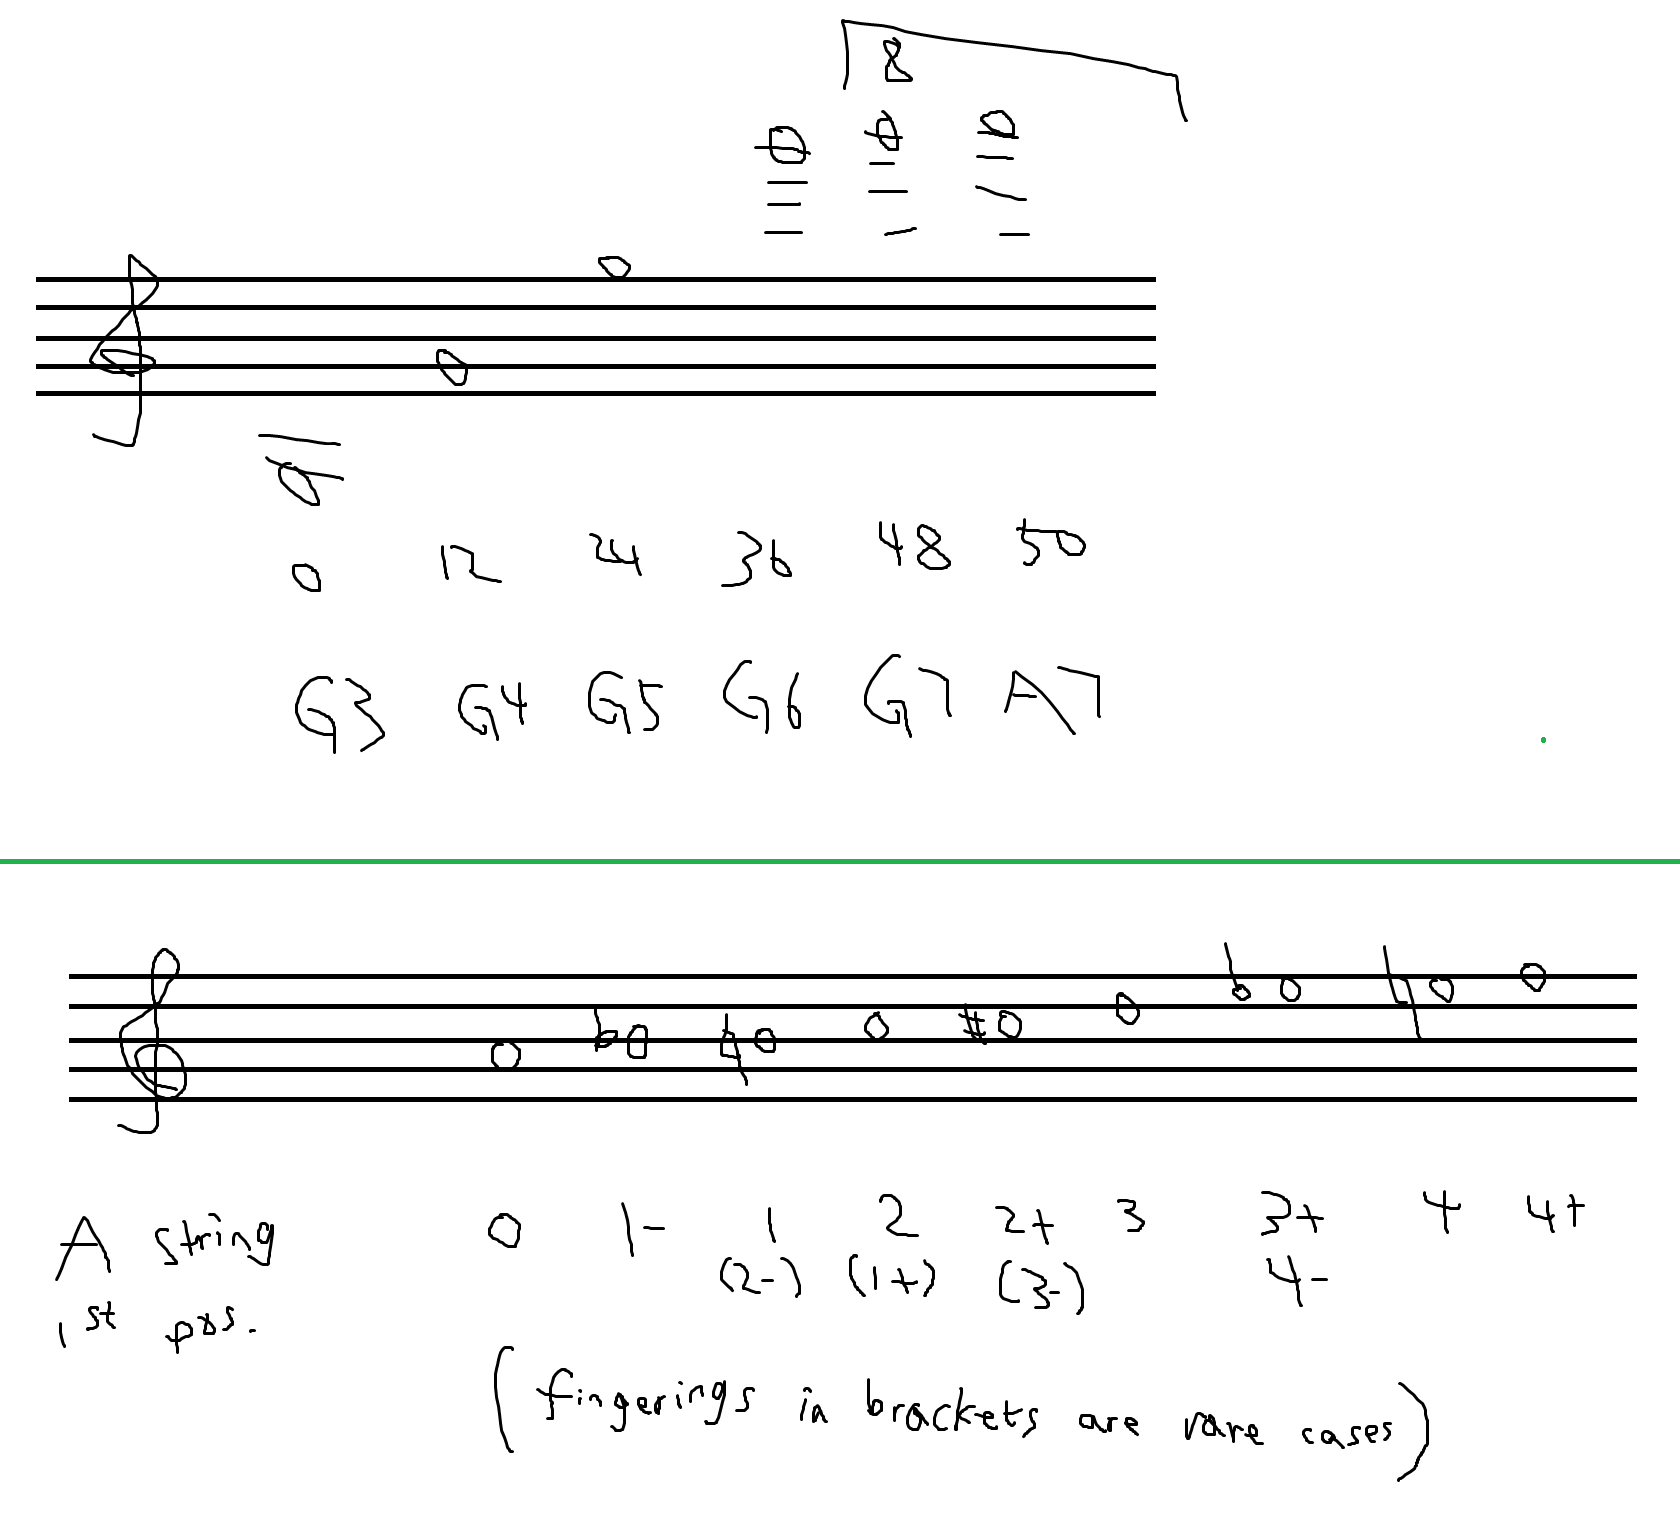 8
0 12 24 36 48 50
G3 G4 G5 G6 G7 A7
A string 0 1- 1 2 2+ 3 3+ 4 4+
1st pos. (2-) (1+) (3-) 4-
(fingerings in brackets are rare cases)